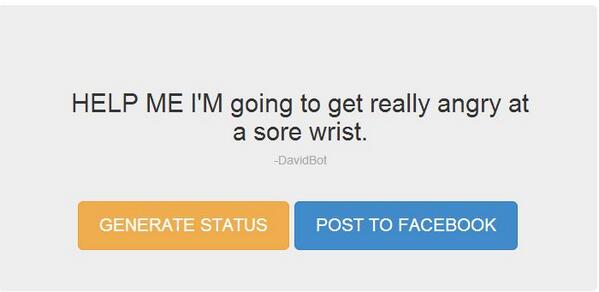 HELP ME I'M going to get really angry at
a sore wrist.
-DavidBot
GENERATE STATUS
POST TO FACEBOOK